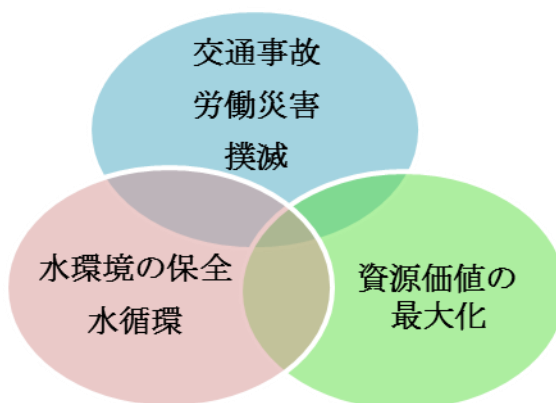 交通事故
労働災害
撲滅
水環境の保全
水循環
資源価値の
最大化